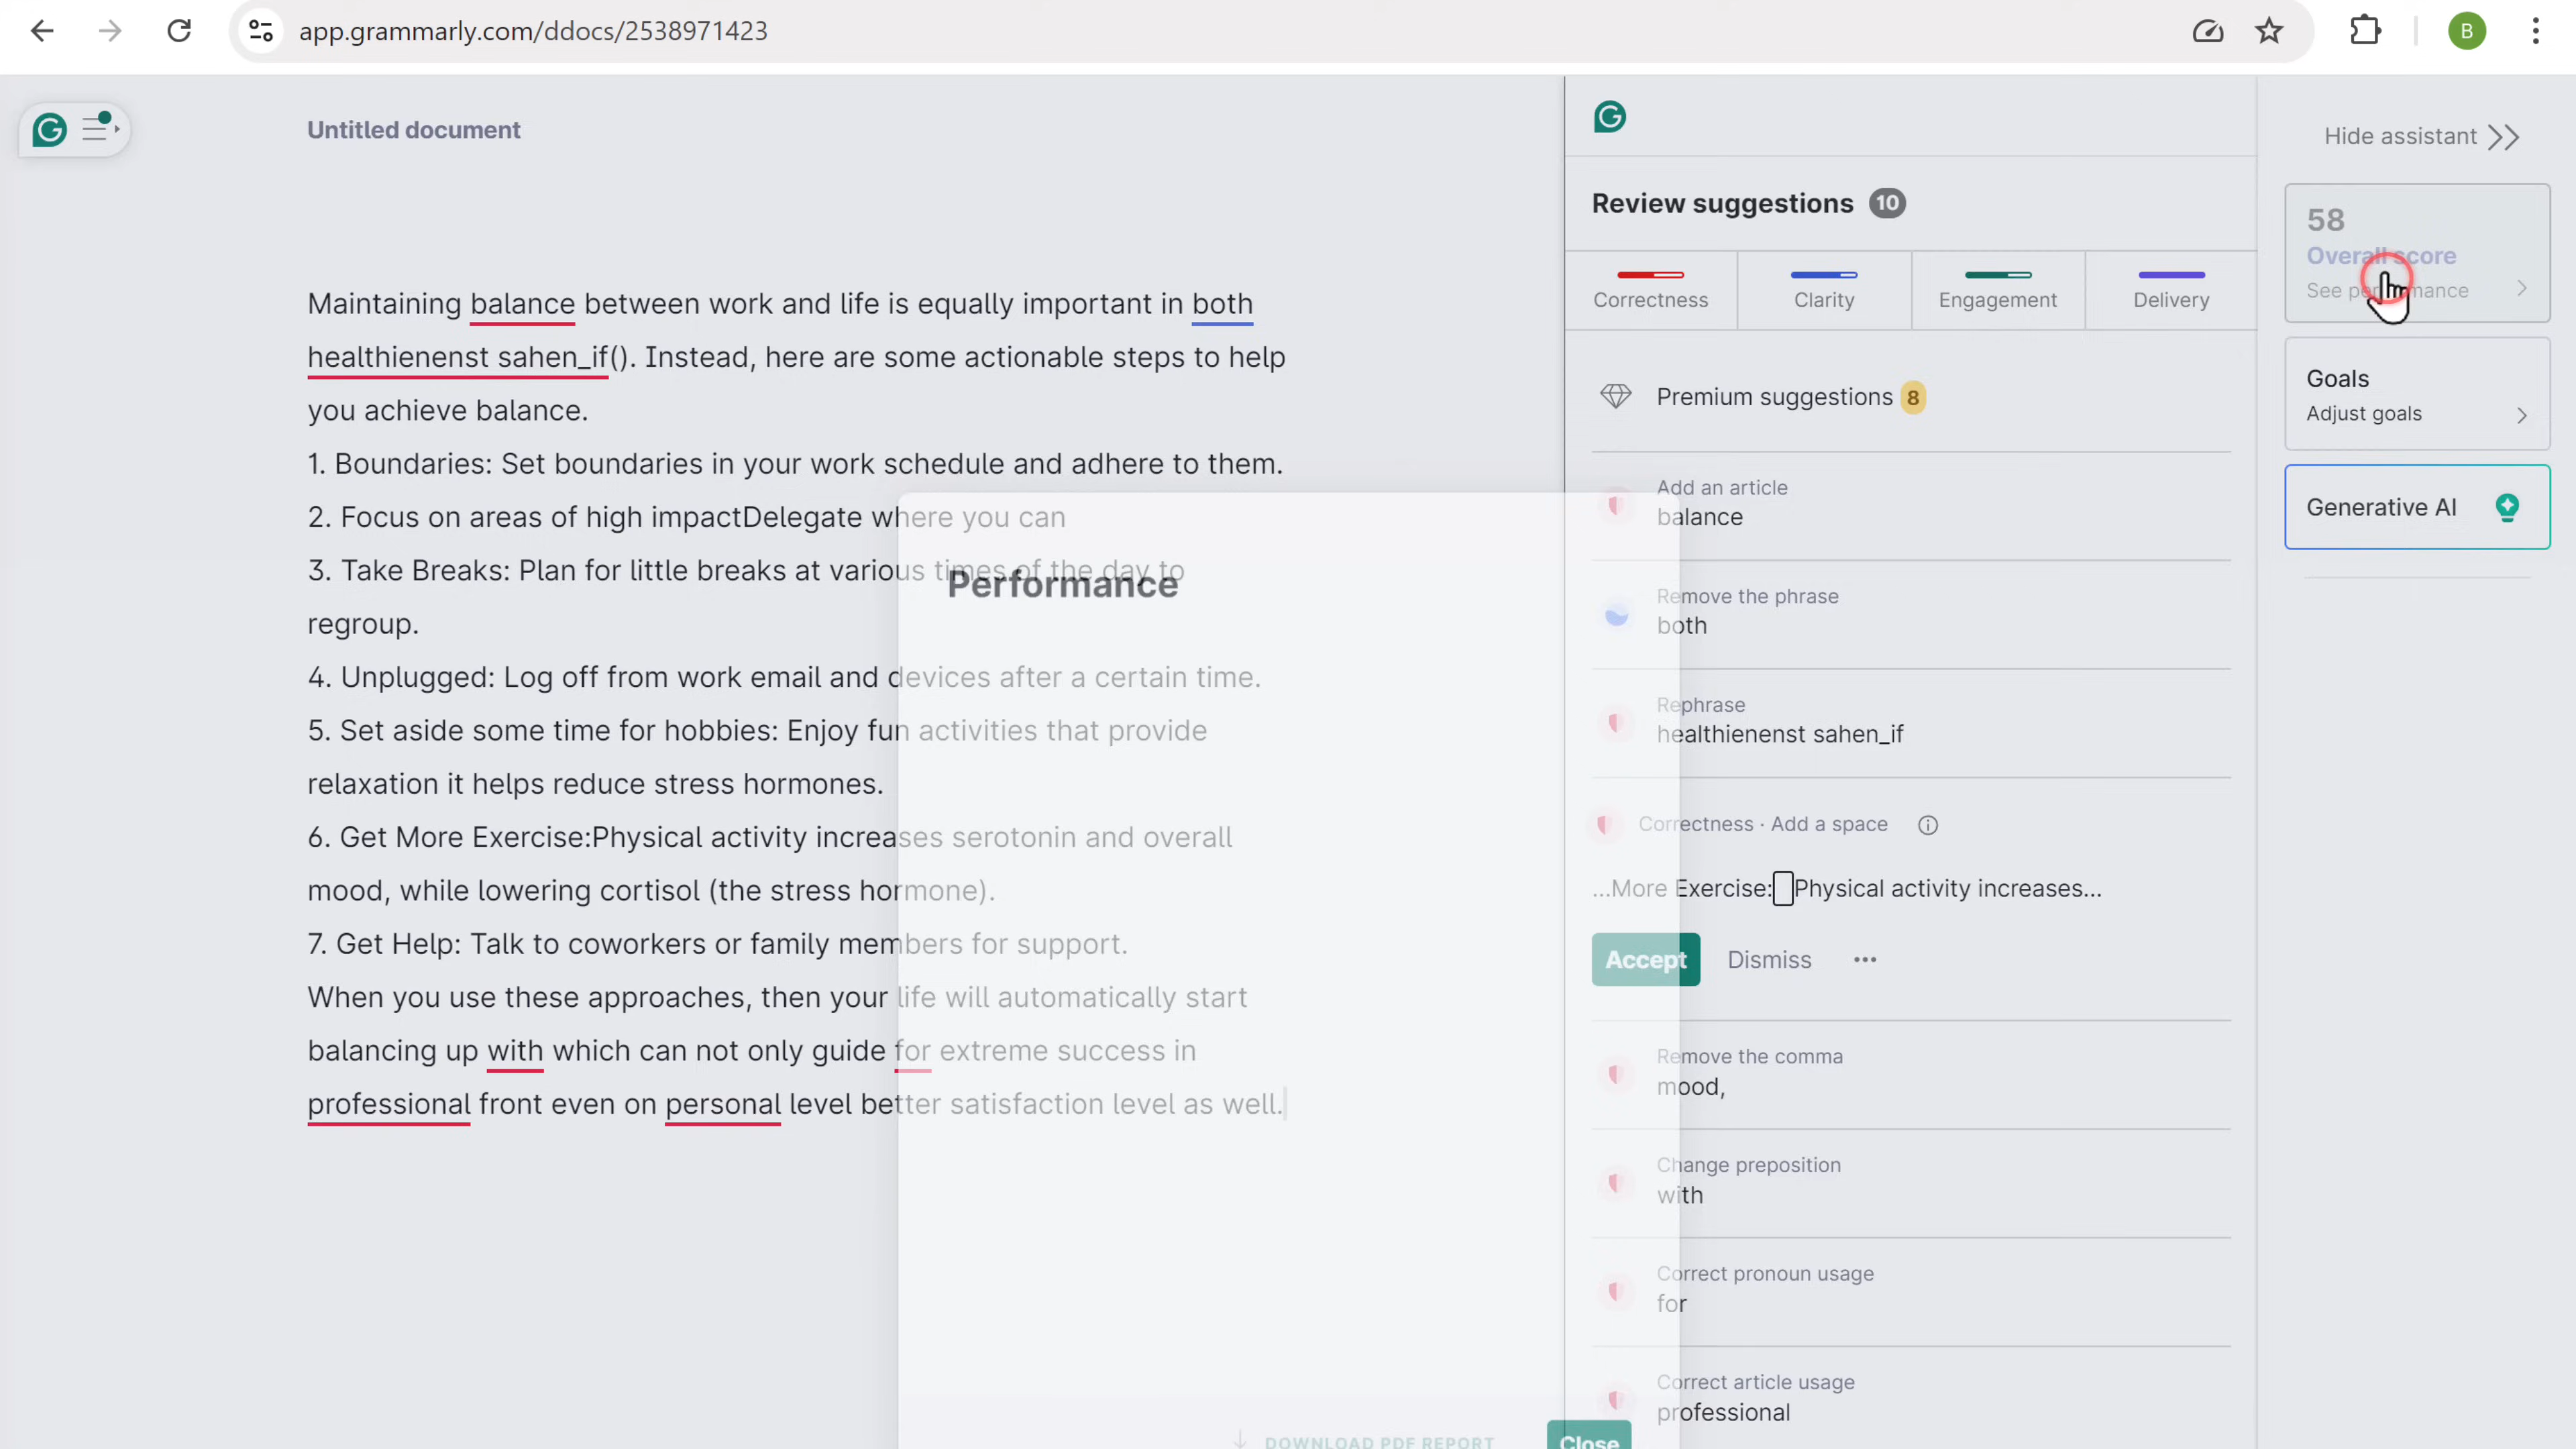 app.grammarly.com/ddocs/2538971423
B
Untitled document
Maintaining balance between work and life is equally important in both
healthienenst sahen_if(). Instead, here are some actionable steps to help
you achieve balance.
1. Boundaries: Set boundaries in your work schedule and adhere to them.
2. Focus on areas of high impactDelegate where you can
3. Take Breaks: Plan for little breaks at various times of the day to
regroup.
4. Unplugged: Log off from work email and devices after a certain time.
5. Set aside some time for hobbies: Enjoy fun activities that provide
relaxation it helps reduce stress hormones.
6. Get More Exercise:Physical activity increases serotonin and overall
mood, while lowering cortisol (the stress hormone).
7. Get Help: Talk to coworkers or family members for support.
When you use these approaches, then your life will automatically start
balancing up with which can not only guide for extreme success in
professional front even on personal level better satisfaction level as well.
Performance
DOWNLOAD PDF REPORT
Close
Review suggestions 10
Correctness
Clarity
Engagement
Delivery
Premium suggestions 8
Add an article
balance
Remove the phrase
both
Rephrase
healthienenst sahen_if
Correctness · Add a space
...More Exercise: Physical activity increases...
Accept Dismiss
Remove the comma
mood,
Change preposition
with
Correct pronoun usage
for
Correct article usage
professional
Hide assistant
58
Overall score
See performance
Goals
Adjust goals
Generative AI